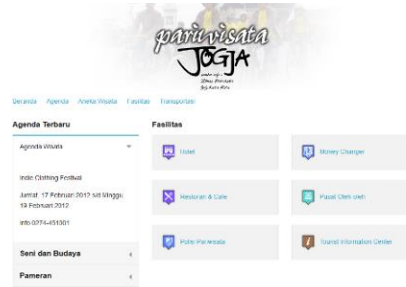 pariwisata
JOGJA
Beranda Agenda Aneka Wisata Fasilitas Transportasi
Agenda Terbaru
Fasilitas
Agenda Wisata
Hotel
Money Changer
Indie Clothing Festival
Jumat, 17 Februari 2012 s/d Minggu,
19 Februari 2012
Restoran & Cafe
Pusat Oleh oleh
Info 0274-451001
Polisi Pariwisata
Tourist Information Center
Seni dan Budaya
Pameran